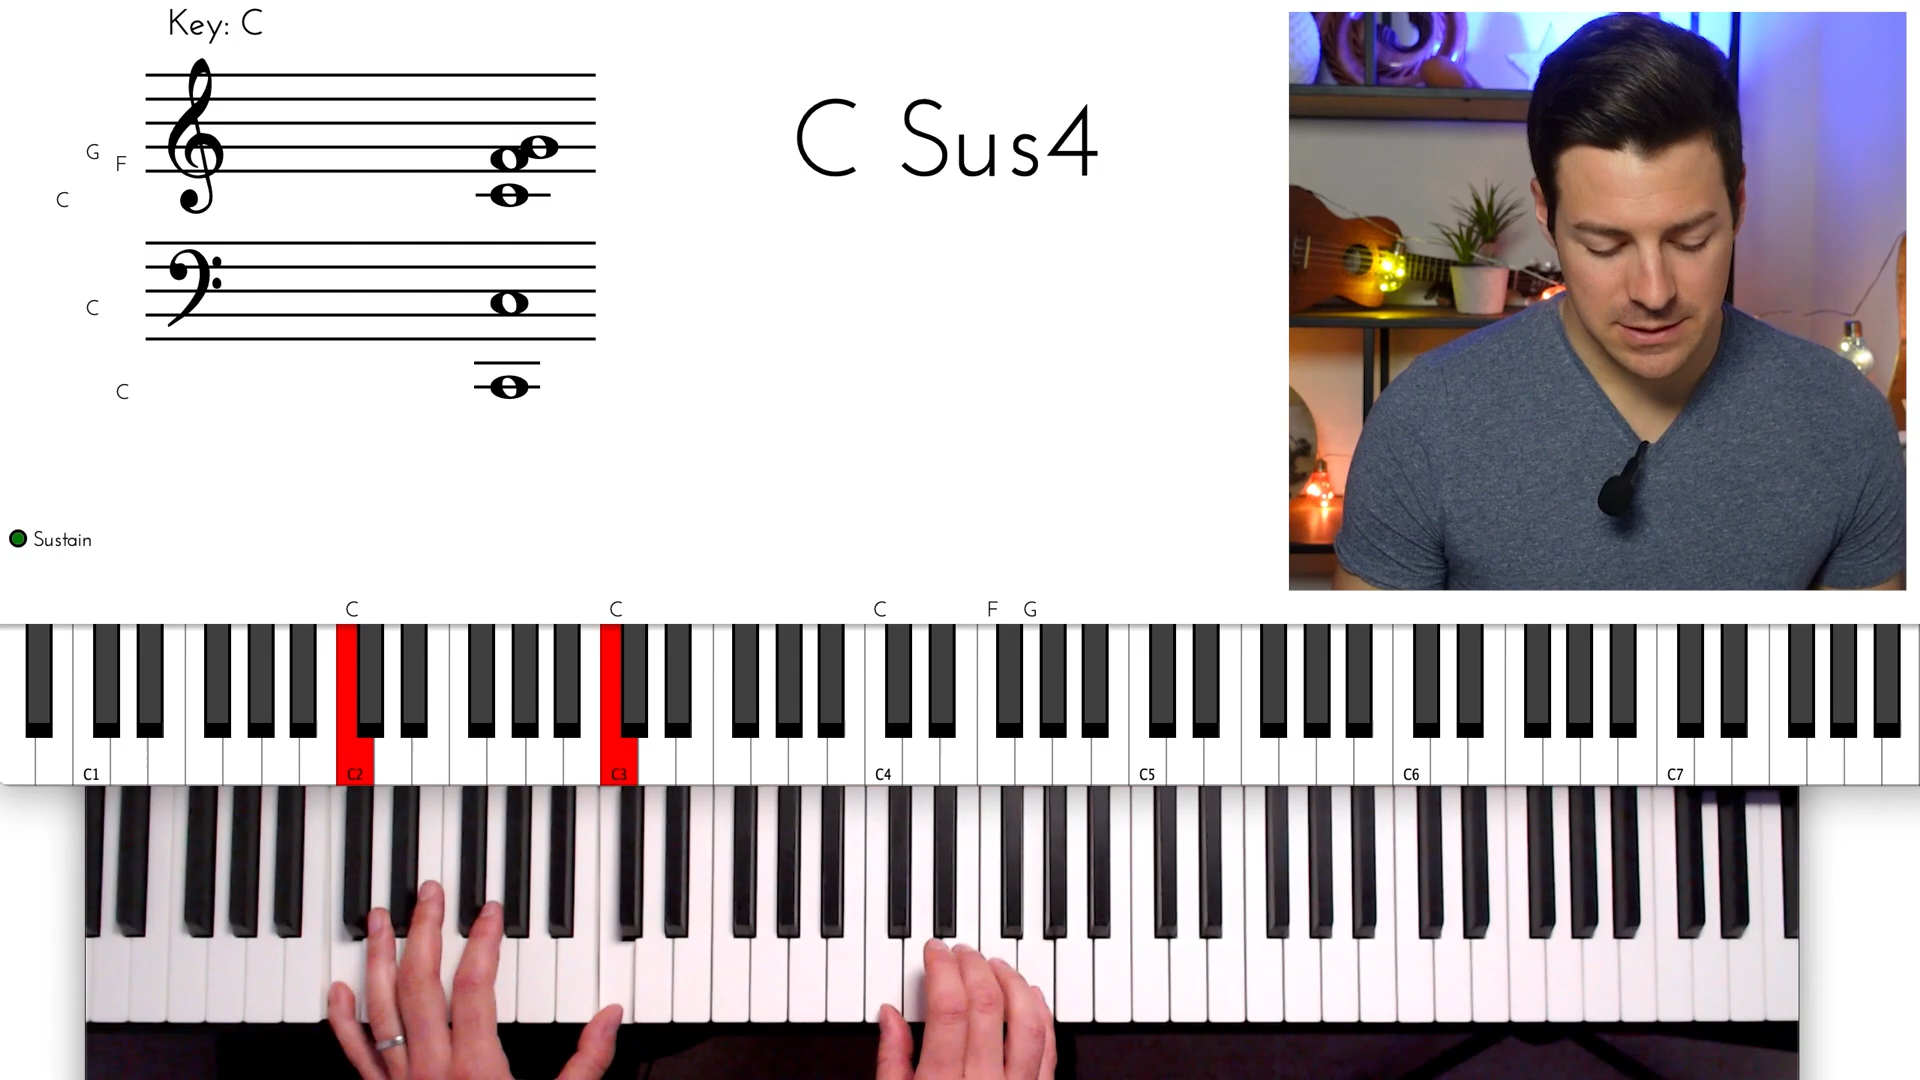 Key: C
C Sus4
G
F
C
C
C
Sustain
C C C F G
C1 C2 C3 C4 C5 C6 C7